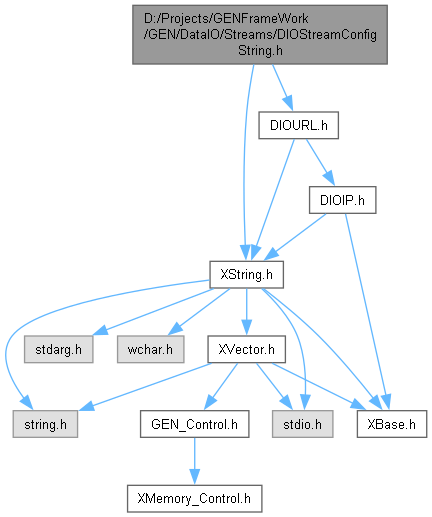 D:/Projects/GENFrameWork
/GEN/DataIO/Streams/DIOStreamConfig
String.h
DIOURL.h
DIOIP.h
XString.h
stdarg.h
wchar.h
XVector.h
string.h
GEN_Control.h
stdio.h
XBase.h
XMemory_Control.h